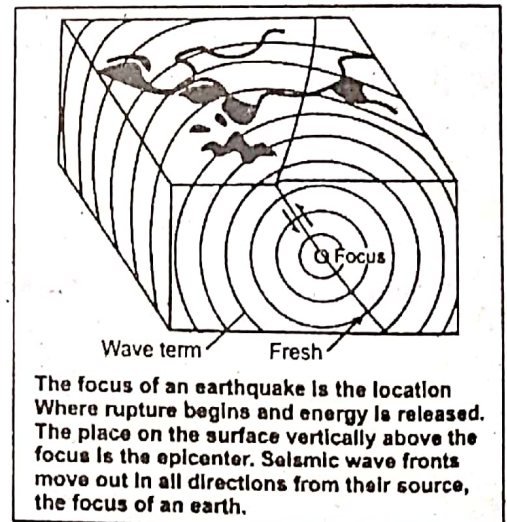 Focus
Wave term
Fresh
The focus of an earthquake is the location
Where rupture begins and energy is released.
The place on the surface vertically above the
focus is the epicenter. Seismic wave fronts
move out in all directions from their source,
the focus of an earth.